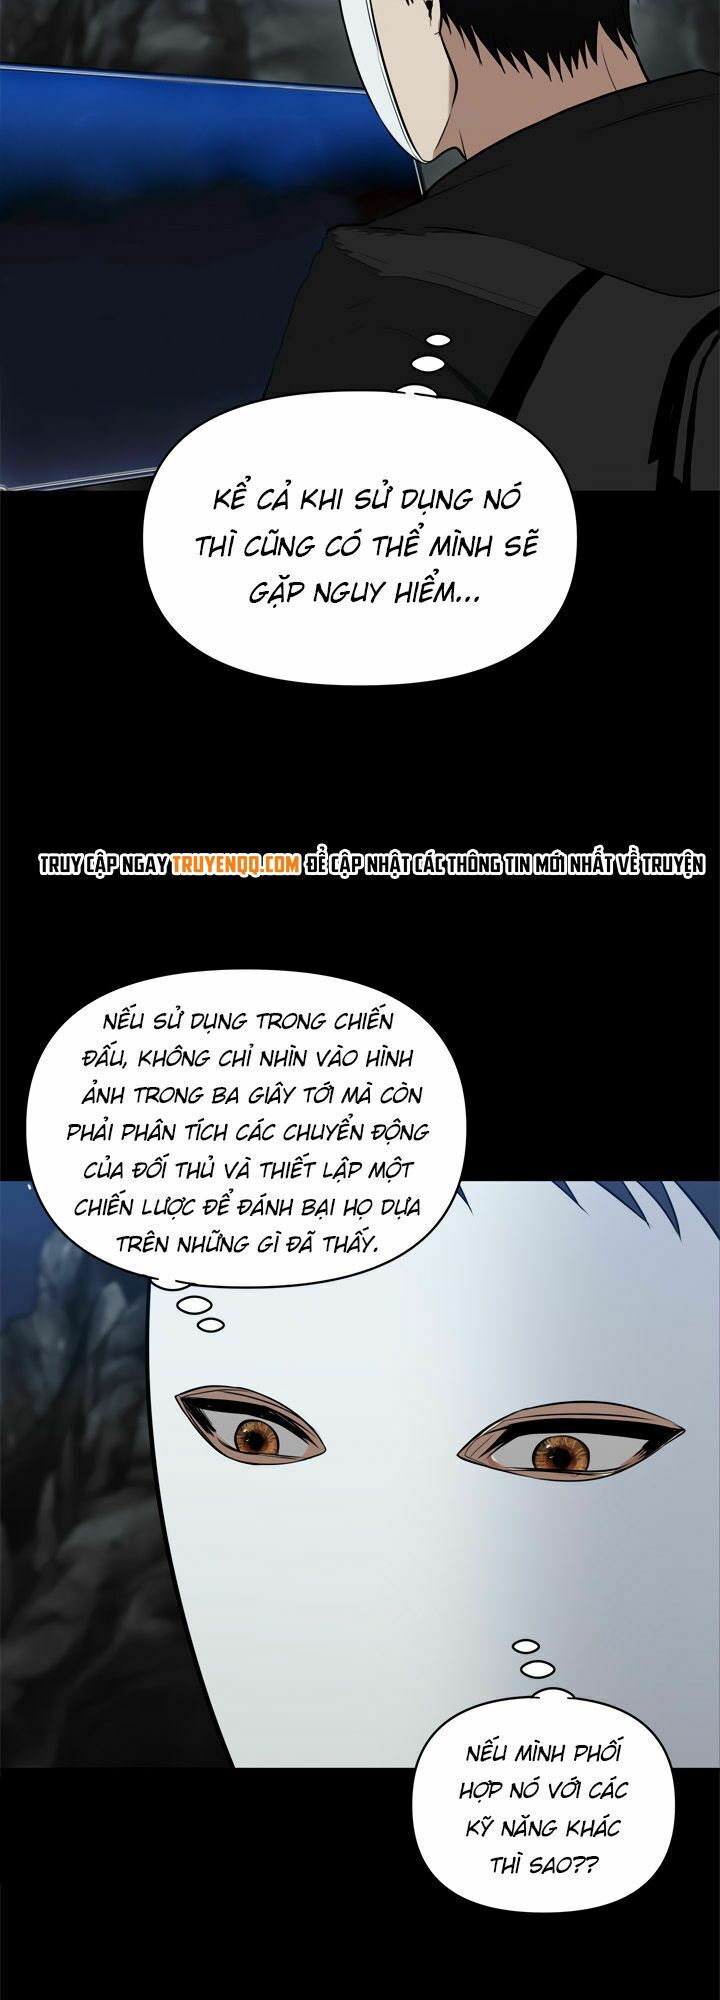 KỂ CẢ KHI SỬ DỤNG NÓ
THÌ CŨNG CÓ THỂ MÌNH SẼ
GẶP NGUY HIỂM...
TRUY CẬP NGAY TRUYENQQ.COM ĐỂ CẬP NHẬT CÁC THÔNG TIN MỚI NHẤT VỀ TRUYỆN
NẾU SỬ DỤNG TRONG CHIẾN
ĐẤU, KHÔNG CHỈ NHÌN VÀO HÌNH
ẢNH TRONG BA GIÂY TỚI MÀ CÒN
PHẢI PHÂN TÍCH CÁC CHUYỂN ĐỘNG
CỦA ĐỐI THỦ VÀ THIẾT LẬP MỘT
CHIẾN LƯỢC ĐỂ ĐÁNH BẠI HỌ DỰA
TRÊN NHỮNG GÌ ĐÃ THẤY.
NẾU MÌNH PHỐI
HỢP NÓ VỚI CÁC
KỸ NĂNG KHÁC
THÌ SAO??